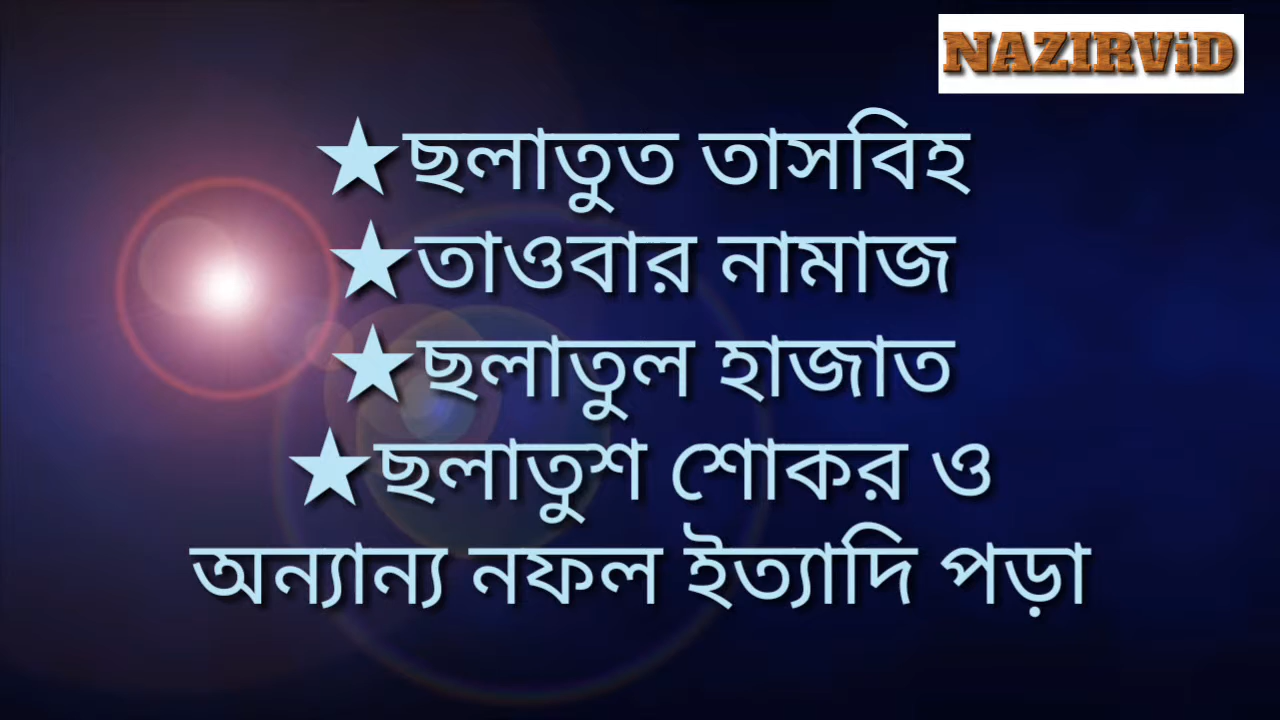 NAZIRViD
★ছলাতুত তাসবিহ
★তাওবার নামাজ
★ছলাতুল হাজাত
★ছলাতুশ শোকর ও
অন্যান্য নফল ইত্যাদি পড়া